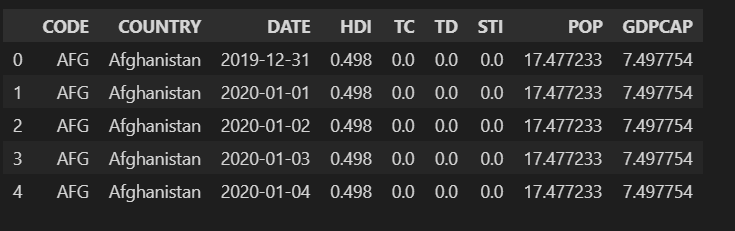 CODE COUNTRY DATE HDI TC TD STI POP GDPCAP
0 AFG Afghanistan 2019-12-31 0.498 0.0 0.0 0.0 17.477233 7.497754
1 AFG Afghanistan 2020-01-01 0.498 0.0 0.0 0.0 17.477233 7.497754
2 AFG Afghanistan 2020-01-02 0.498 0.0 0.0 0.0 17.477233 7.497754
3 AFG Afghanistan 2020-01-03 0.498 0.0 0.0 0.0 17.477233 7.497754
4 AFG Afghanistan 2020-01-04 0.498 0.0 0.0 0.0 17.477233 7.497754